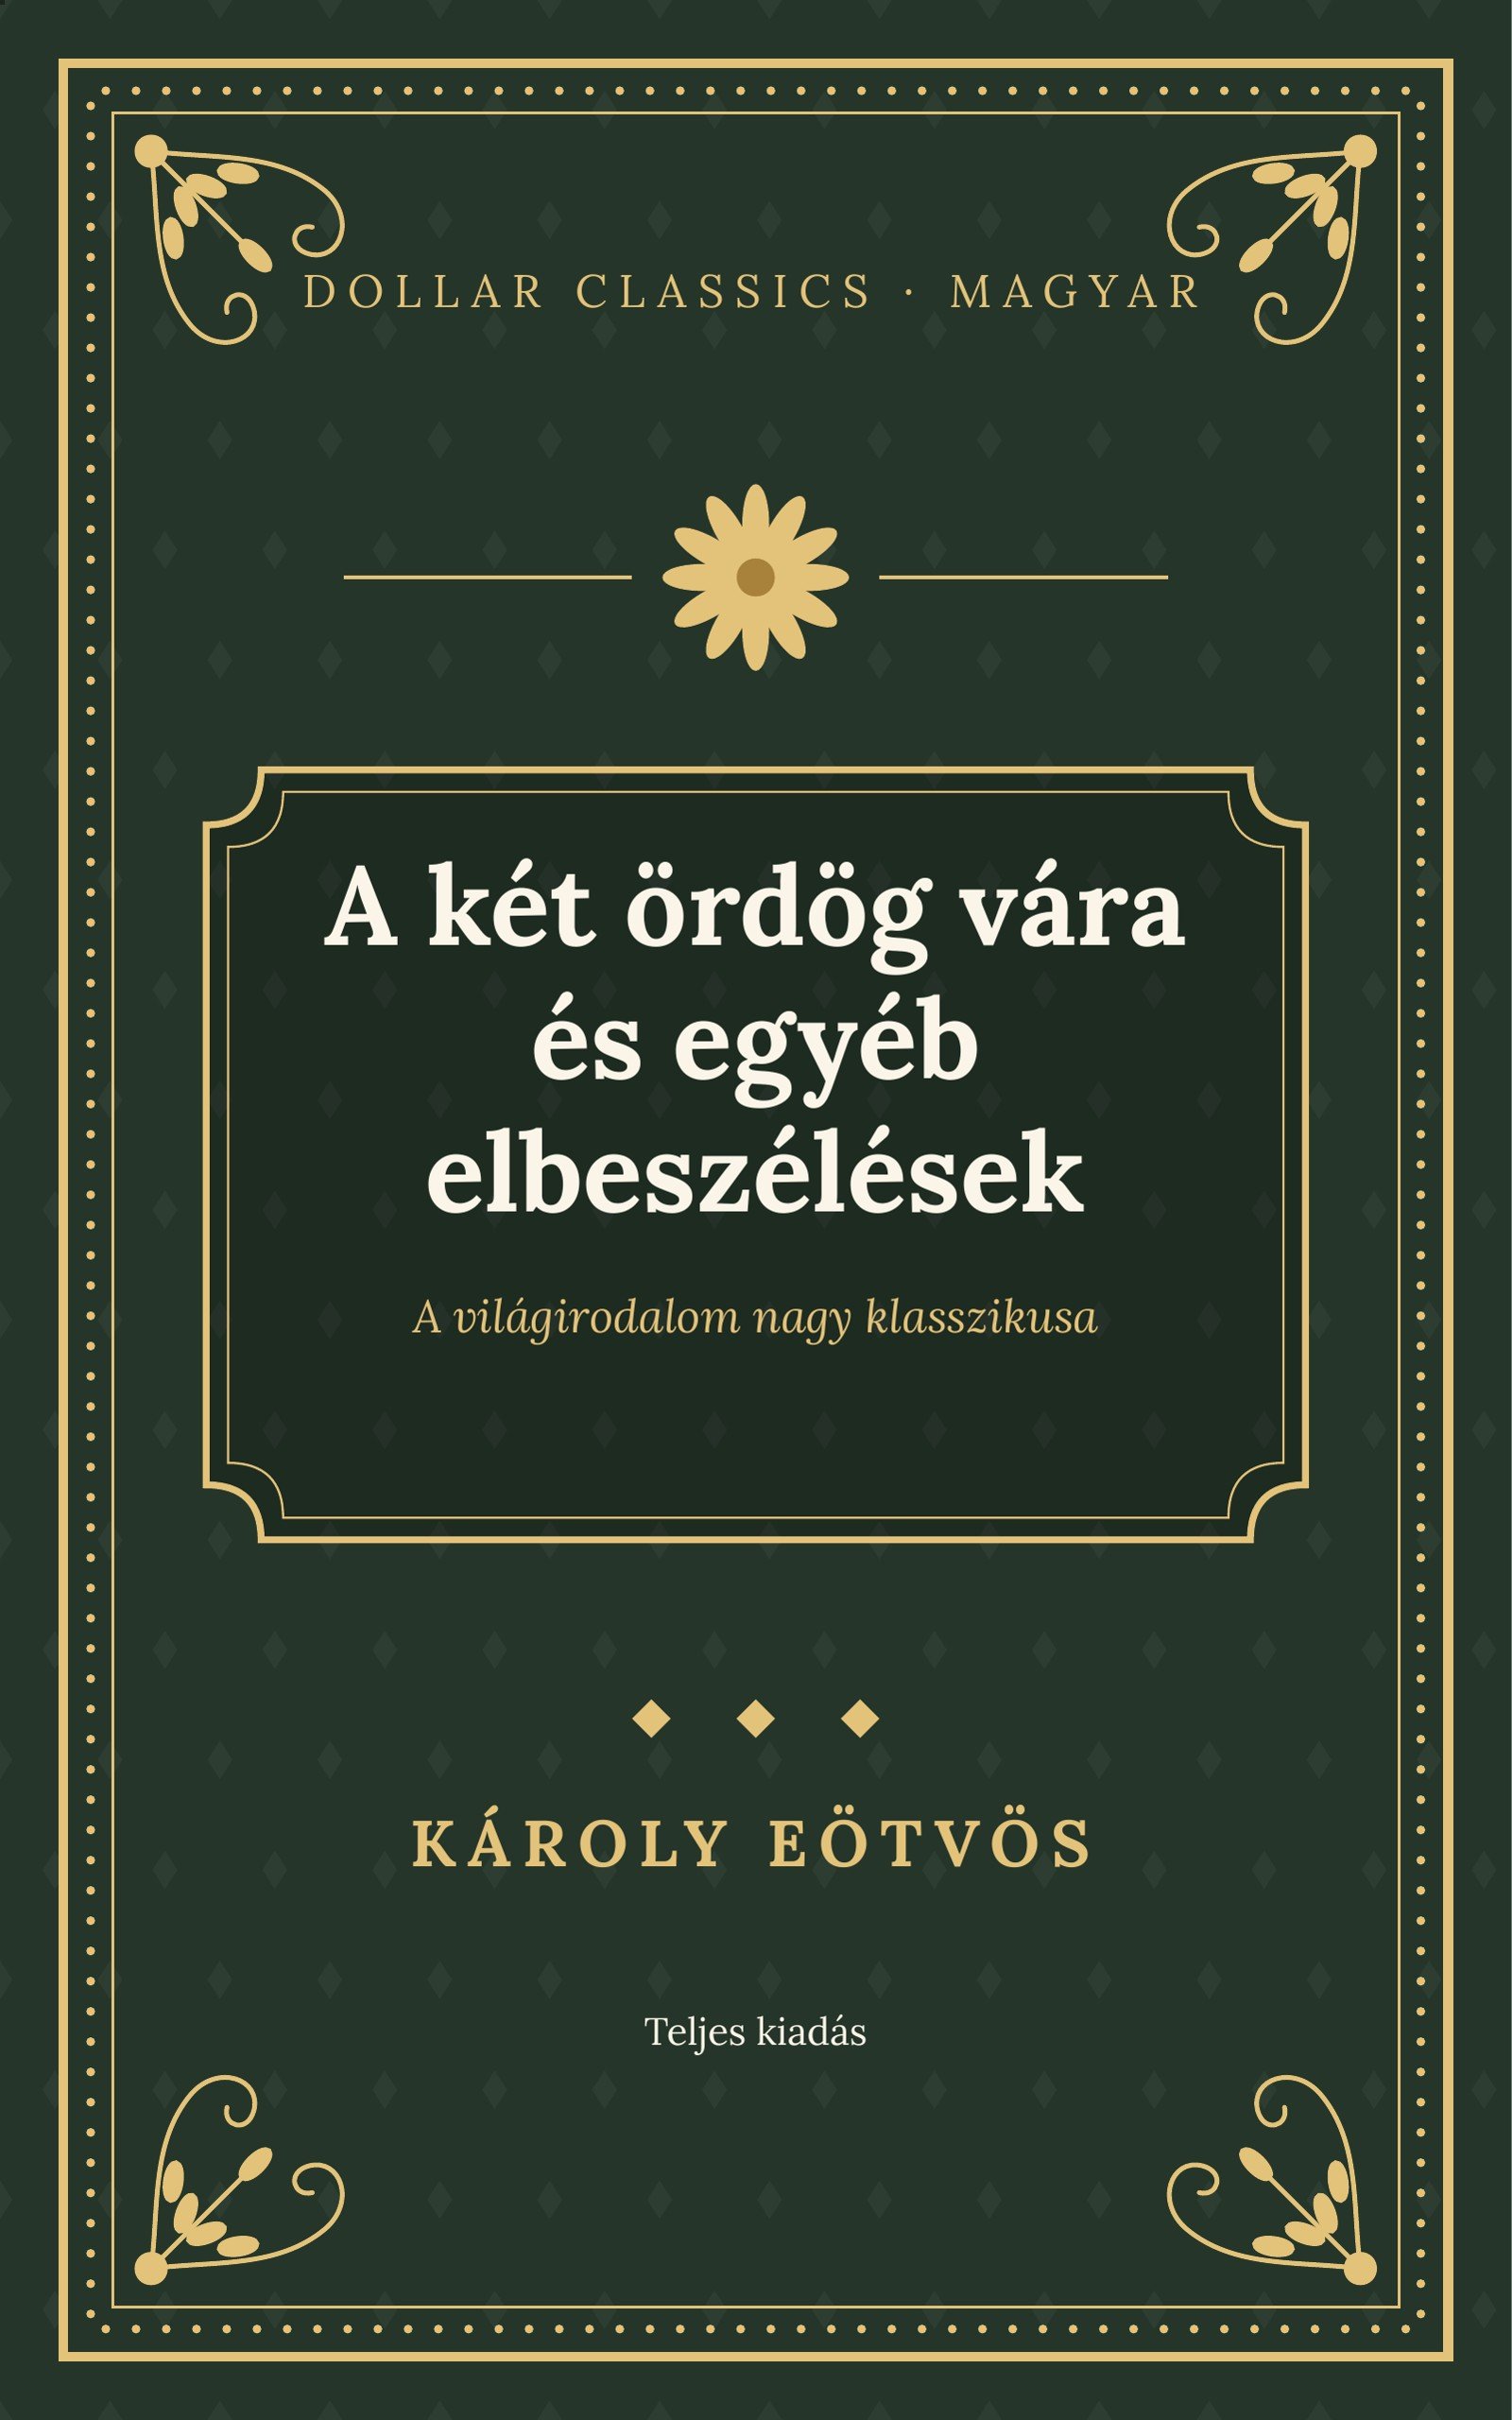 DOLLAR CLASSICS · MAGYAR
A két ördög vára
és egyéb
elbeszélések
A világirodalom nagy klasszikusa
KÁROLY EÖTVÖS
Teljes kiadás